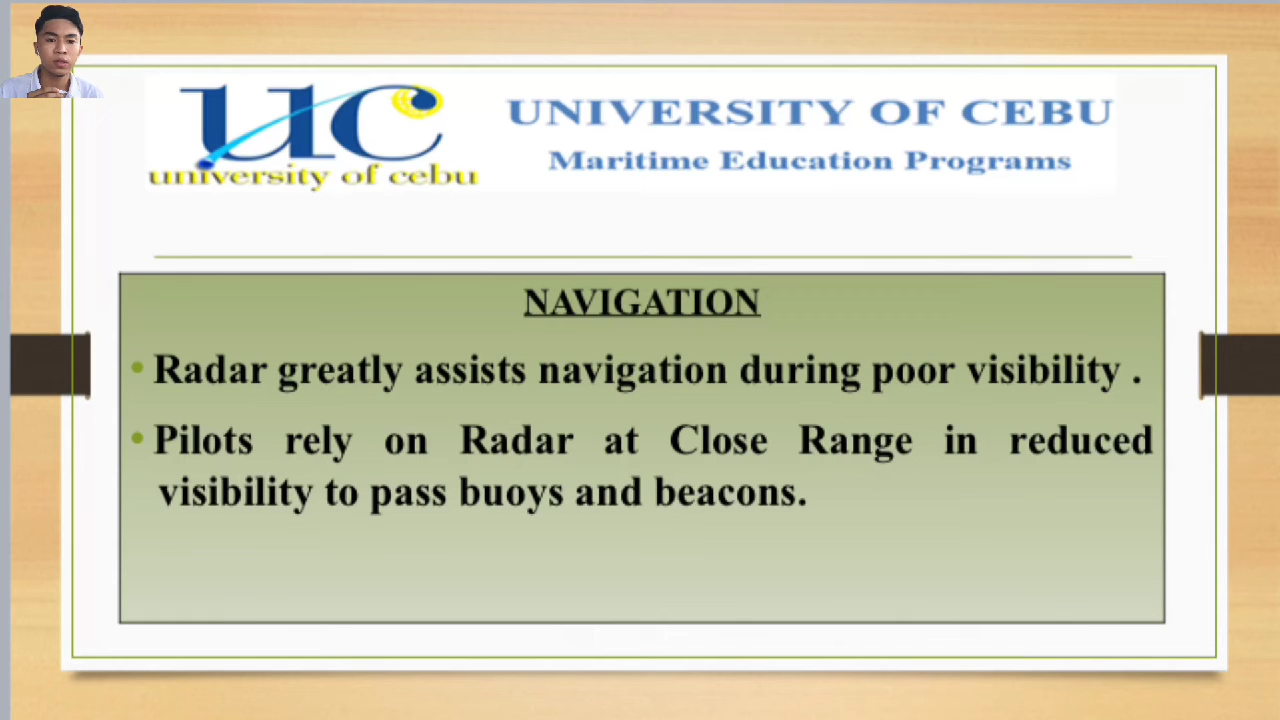 uc
university of cebu
UNIVERSITY OF CEBU
Maritime Education Programs
NAVIGATION
• Radar greatly assists navigation during poor visibility .
• Pilots rely on Radar at Close Range in reduced
visibility to pass buoys and beacons.